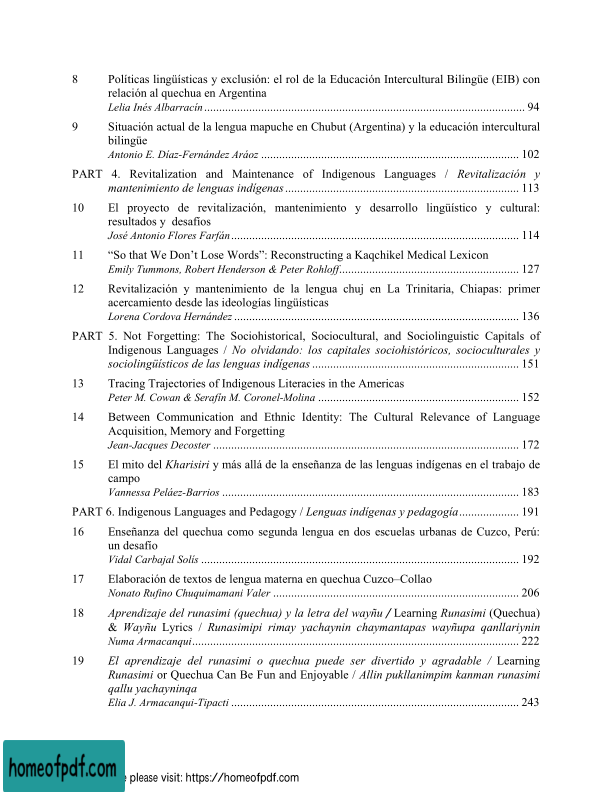 8 Políticas lingüísticas y exclusión: el rol de la Educación Intercultural Bilingüe (EIB) con
relación al quechua en Argentina
Lelia Inés Albarracín ........ 94
9 Situación actual de la lengua mapuche en Chubut (Argentina) y la educación intercultural
bilingüe
Antonio E. Díaz-Fernández Aráoz ........ 102
PART 4. Revitalization and Maintenance of Indigenous Languages / Revitalización y
mantenimiento de lenguas indígenas ........ 113
10 El proyecto de revitalización, mantenimiento y desarrollo lingüístico y cultural:
resultados y desafíos
José Antonio Flores Farfán ........ 114
11 “So that We Don’t Lose Words”: Reconstructing a Kaqchikel Medical Lexicon
Emily Tummons, Robert Henderson & Peter Rohloff ........ 127
12 Revitalización y mantenimiento de la lengua chuj en La Trinitaria, Chiapas: primer
acercamiento desde las ideologías lingüísticas
Lorena Cordova Hernández ........ 136
PART 5. Not Forgetting: The Sociohistorical, Sociocultural, and Sociolinguistic Capitals of
Indigenous Languages / No olvidando: los capitales sociohistóricos, socioculturales y
sociolingüísticos de las lenguas indígenas ........ 151
13 Tracing Trajectories of Indigenous Literacies in the Americas
Peter M. Cowan & Serafín M. Coronel-Molina ........ 152
14 Between Communication and Ethnic Identity: The Cultural Relevance of Language
Acquisition, Memory and Forgetting
Jean-Jacques Decoster ........ 172
15 El mito del Kharisiri y más allá de la enseñanza de las lenguas indígenas en el trabajo de
campo
Vannessa Peláez-Barrios ........ 183
PART 6. Indigenous Languages and Pedagogy / Lenguas indígenas y pedagogía ........ 191
16 Enseñanza del quechua como segunda lengua en dos escuelas urbanas de Cuzco, Perú:
un desafío
Vidal Carbajal Solís ........ 192
17 Elaboración de textos de lengua materna en quechua Cuzco–Collao
Nonato Rufino Chuquimamani Valer ........ 206
18 Aprendizaje del runasimi (quechua) y la letra del wayñu / Learning Runasimi (Quechua)
& Wayñu Lyrics / Runasimipi rimay yachaynin chaymantapas wayñupa qanllariynin
Numa Armacanqui ........ 222
19 El aprendizaje del runasimi o quechua puede ser divertido y agradable / Learning
Runasimi or Quechua Can Be Fun and Enjoyable / Allin pukllanimpim kanman runasimi
qallu yachayninqa
Elia J. Armacanqui-Tipacti ........ 243
homeofpdf.com
please visit: https://homeofpdf.com